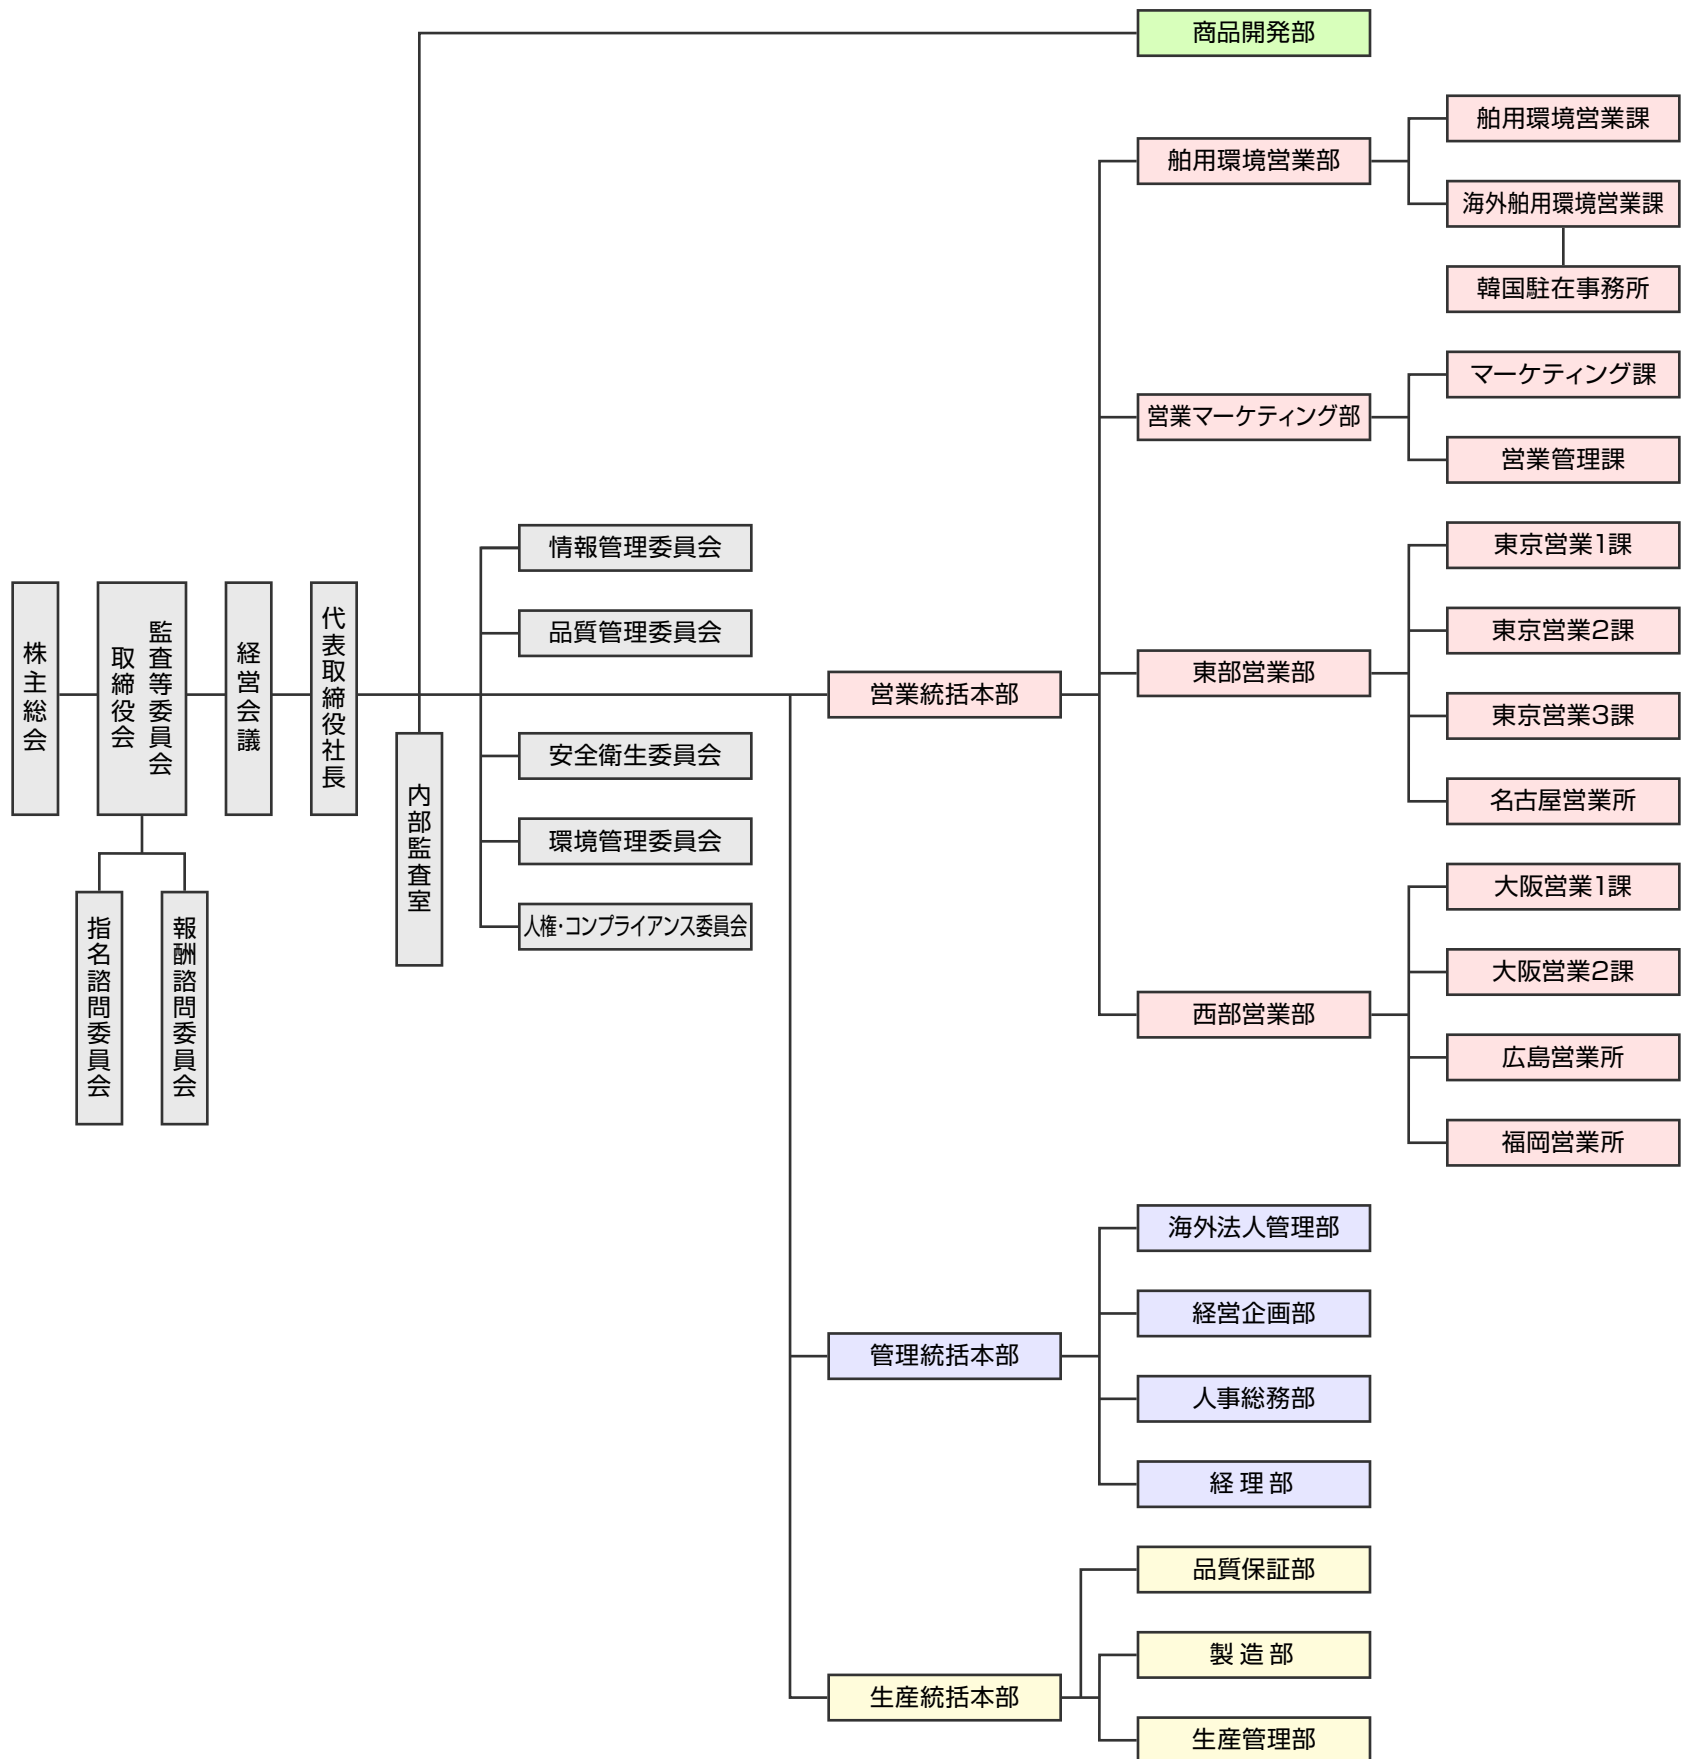 株主総会
取締役会
監査等委員会
指名諮問委員会
報酬諮問委員会
経営会議
代表取締役社長
内部監査室
情報管理委員会
品質管理委員会
安全衛生委員会
環境管理委員会
人権・コンプライアンス委員会
商品開発部
営業統括本部
舶用環境営業部
舶用環境営業課
海外舶用環境営業課
韓国駐在事務所
営業マーケティング部
マーケティング課
営業管理課
東部営業部
東京営業1課
東京営業2課
東京営業3課
名古屋営業所
西部営業部
大阪営業1課
大阪営業2課
広島営業所
福岡営業所
管理統括本部
海外法人管理部
経営企画部
人事総務部
経理部
生産統括本部
品質保証部
製造部
生産管理部